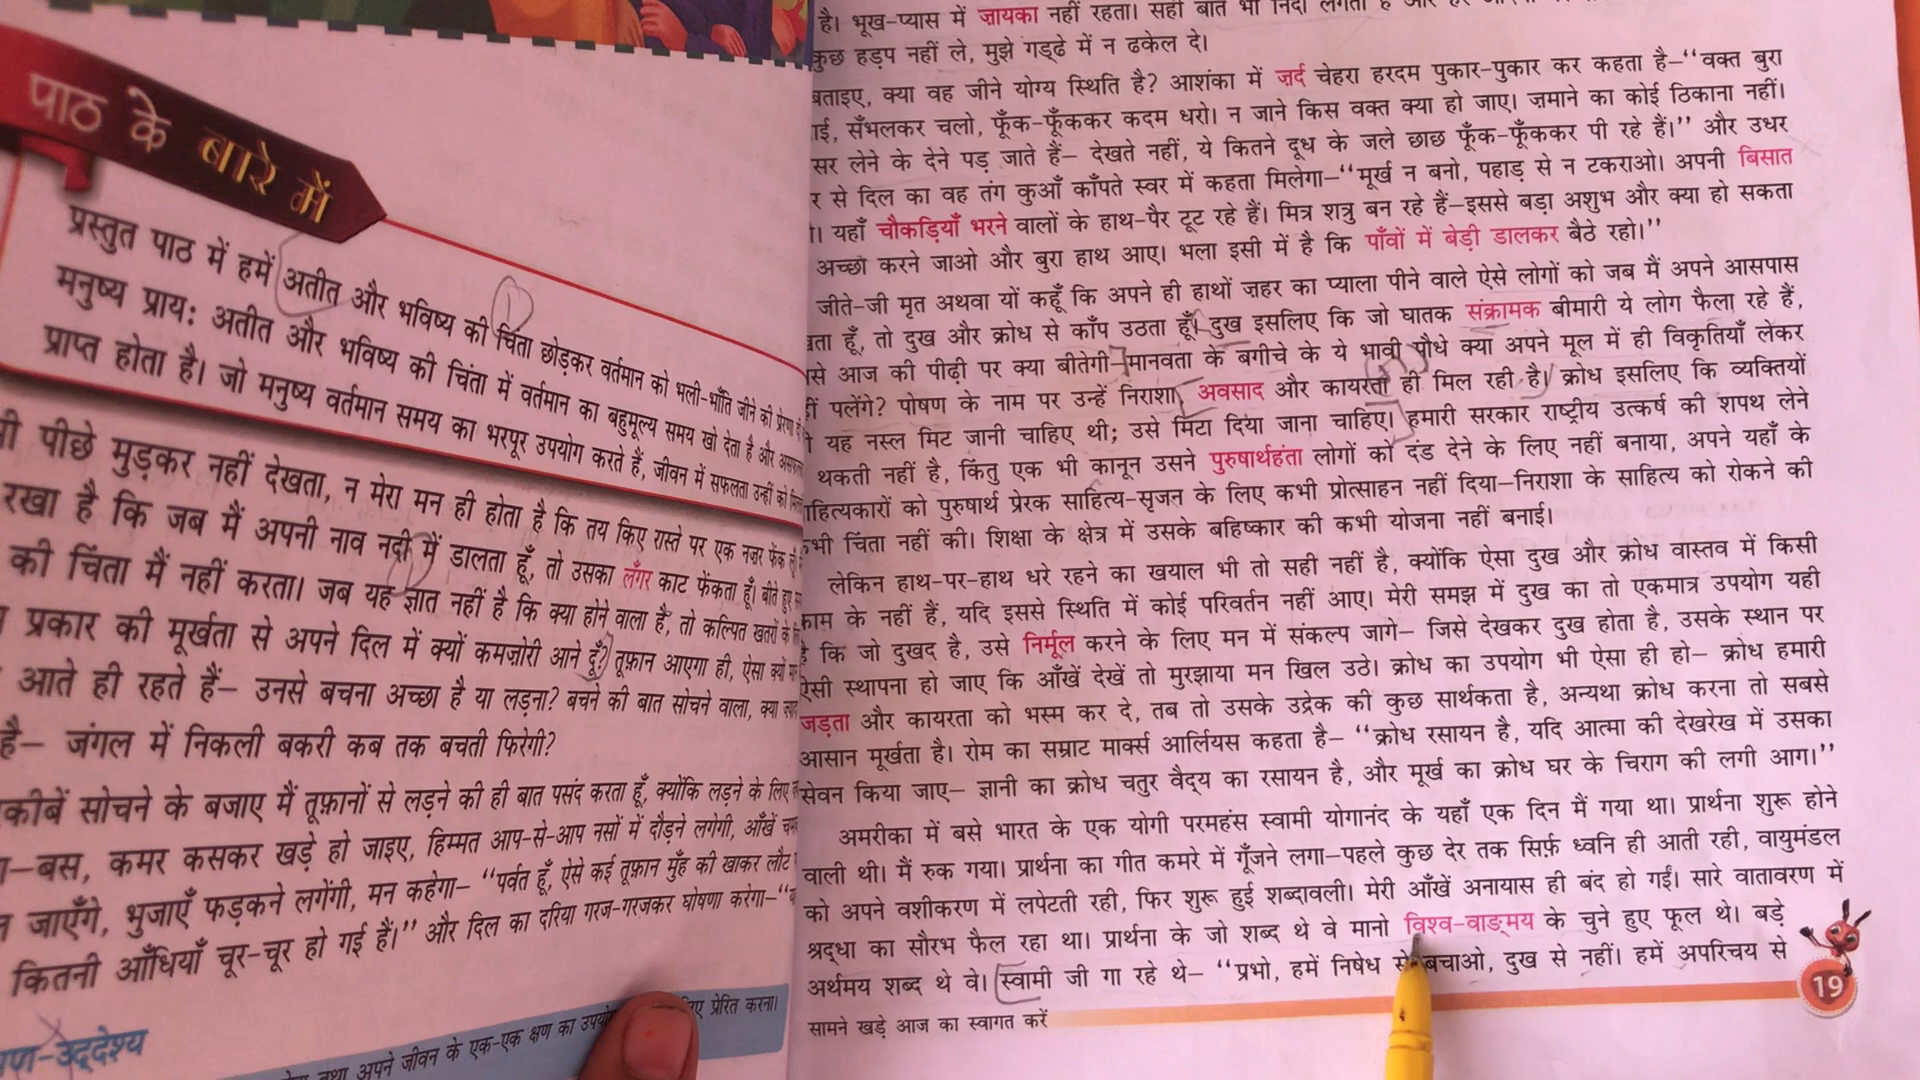 पाठ के बारे में
प्रस्तुत पाठ में हमें अतीत और भविष्य की चिंता छोड़कर वर्तमान को भली-भाँति जीने की प्रेरणा
मनुष्य प्राय: अतीत और भविष्य की चिंता में वर्तमान का बहुमूल्य समय खो देता है और
प्राप्त होता है। जो मनुष्य वर्तमान समय का भरपूर उपयोग करते हैं, जीवन में सफलता उन्हीं को
पीछे मुड़कर नहीं देखता, न मेरा मन ही होता है कि तय किए रास्ते पर एक नज़र फेंक लूँ
रखा है कि जब मैं अपनी नाव नदी में डालता हूँ, तो उसका लँगर काट फेंकता हूँ। बीते हुए
की चिंता मैं नहीं करता। जब यह ज्ञात नहीं है कि क्या होने वाला है, तो कल्पित खतरों के
प्रकार की मूर्खता से अपने दिल में क्यों कमज़ोरी आने दूँ? तूफ़ान आएगा ही, ऐसा क्यों
आते ही रहते हैं– उनसे बचना अच्छा है या लड़ना? बचने की बात सोचने वाला, क्या
है– जंगल में निकली बकरी कब तक बचती फिरेगी?
सोचने के बजाए मैं तूफ़ानों से लड़ने की ही बात पसंद करता हूँ, क्योंकि लड़ने के लिए
–बस, कमर कसकर खड़े हो जाइए, हिम्मत आप-से-आप नसों में दौड़ने लगेगी, आँखें
जाएँगे, भुजाएँ फड़कने लगेंगी, मन कहेगा– “पर्वत हूँ, ऐसे कई तूफ़ान मुँह की खाकर लौट
कितनी आँधियाँ चूर-चूर हो गई हैं।” और दिल का दरिया गरज-गरजकर घोषणा करेगा–
उद्देश्य
तथा अपने जीवन के एक-एक क्षण का प्रेरित करना।
है। भूख-प्यास में ज़ायका नहीं रहता। सही बात भी
कुछ हड़प नहीं ले, मुझे गड्ढे में न ढकेल दे।
बताइए, क्या वह जीने योग्य स्थिति है? आशंका में ज़र्द चेहरा हरदम पुकार-पुकार कर कहता है–“वक्त बुरा
सँभलकर चलो, फूँक-फूँककर कदम धरो। न जाने किस वक्त क्या हो जाए। ज़माने का कोई ठिकाना नहीं।
लेने के देने पड़ जाते हैं– देखते नहीं, ये कितने दूध के जले छाछ फूँक-फूँककर पी रहे हैं।” और उधर
से दिल का वह तंग कुआँ काँपते स्वर में कहता मिलेगा–“मूर्ख न बनो, पहाड़ से न टकराओ। अपनी बिसात
यहाँ चौकड़ियाँ भरने वालों के हाथ-पैर टूट रहे हैं। मित्र शत्रु बन रहे हैं–इससे बड़ा अशुभ और क्या हो सकता
अच्छा करने जाओ और बुरा हाथ आए। भला इसी में है कि पाँवों में बेड़ी डालकर बैठे रहो।”
जीते-जी मृत अथवा यों कहूँ कि अपने ही हाथों ज़हर का प्याला पीने वाले ऐसे लोगों को जब मैं अपने आसपास
हूँ, तो दुख और क्रोध से काँप उठता हूँ। दुख इसलिए कि जो घातक संक्रामक बीमारी ये लोग फैला रहे हैं,
आज की पीढ़ी पर क्या बीतेगी–मानवता के बगीचे के ये भावी पौधे क्या अपने मूल में ही विकृतियाँ लेकर
पलेंगे? पोषण के नाम पर उन्हें निराशा, अवसाद और कायरता ही मिल रही है। क्रोध इसलिए कि व्यक्तियों
यह नस्ल मिट जानी चाहिए थी; उसे मिटा दिया जाना चाहिए। हमारी सरकार राष्ट्रीय उत्कर्ष की शपथ लेने
थकती नहीं है, किंतु एक भी कानून उसने पुरुषार्थहंता लोगों को दंड देने के लिए नहीं बनाया, अपने यहाँ के
साहित्यकारों को पुरुषार्थ प्रेरक साहित्य-सृजन के लिए कभी प्रोत्साहन नहीं दिया–निराशा के साहित्य को रोकने की
कभी चिंता नहीं की। शिक्षा के क्षेत्र में उसके बहिष्कार की कभी योजना नहीं बनाई।
लेकिन हाथ-पर-हाथ धरे रहने का खयाल भी तो सही नहीं है, क्योंकि ऐसा दुख और क्रोध वास्तव में किसी
काम के नहीं हैं, यदि इससे स्थिति में कोई परिवर्तन नहीं आए। मेरी समझ में दुख का तो एकमात्र उपयोग यही
है कि जो दुखद है, उसे निर्मूल करने के लिए मन में संकल्प जागे– जिसे देखकर दुख होता है, उसके स्थान पर
ऐसी स्थापना हो जाए कि आँखें देखें तो मुरझाया मन खिल उठे। क्रोध का उपयोग भी ऐसा ही हो– क्रोध हमारी
जड़ता और कायरता को भस्म कर दे, तब तो उसके उद्रेक की कुछ सार्थकता है, अन्यथा क्रोध करना तो सबसे
आसान मूर्खता है। रोम का सम्राट मार्क्स आर्लियस कहता है– “क्रोध रसायन है, यदि आत्मा की देखरेख में उसका
सेवन किया जाए– ज्ञानी का क्रोध चतुर वैद्य का रसायन है, और मूर्ख का क्रोध घर के चिराग की लगी आग।”
अमरीका में बसे भारत के एक योगी परमहंस स्वामी योगानंद के यहाँ एक दिन मैं गया था। प्रार्थना शुरू होने
वाली थी। मैं रुक गया। प्रार्थना का गीत कमरे में गूँजने लगा–पहले कुछ देर तक सिर्फ़ ध्वनि ही आती रही, वायुमंडल
को अपने वशीकरण में लपेटती रही, फिर शुरू हुई शब्दावली। मेरी आँखें अनायास ही बंद हो गईं। सारे वातावरण में
श्रद्धा का सौरभ फैल रहा था। प्रार्थना के जो शब्द थे वे मानो विश्व-वाङ्मय के चुने हुए फूल थे। बड़े
अर्थमय शब्द थे वे। स्वामी जी गा रहे थे– “प्रभो, हमें निषेध से बचाओ, दुख से नहीं। हमें अपरिचय से
सामने खड़े आज का स्वागत करें
19